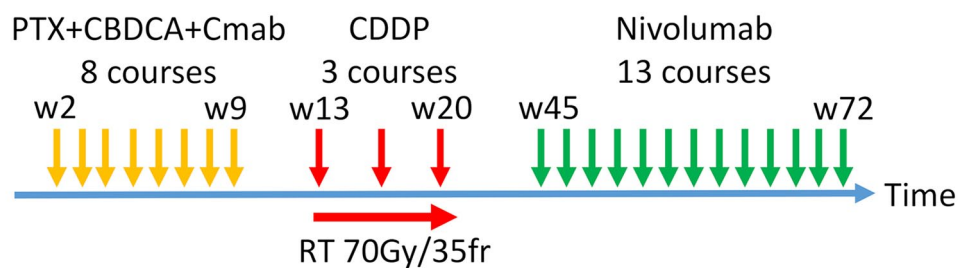 PTX+CBDCA+Cmab
8 courses
w2 w9
CDDP
3 courses
w13 w20
Nivolumab
13 courses
w45 w72
Time
RT 70Gy/35fr